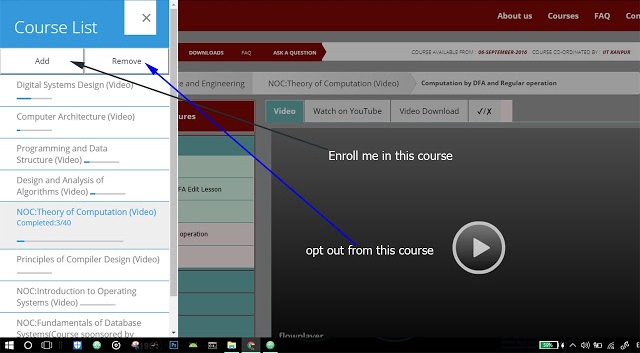 Course List
×
Add
Remove
Digital Systems Design (Video)
Computer Architecture (Video)
Programming and Data
Structure (Video)
Design and Analysis of
Algorithms (Video)
NOC:Theory of Computation (Video)
Completed:3/40
Principles of Compiler Design (Video)
NOC:Introduction to Operating
Systems (Video)
NOC:Fundamentals of Database
Systems(Course sponsored by
About us
Courses
FAQ
DOWNLOADS
FAQ
ASK A QUESTION
COURSE AVAILABLE FROM : 06-SEPTEMBER-2016
COURSE CO-ORDINATED BY : IIT KANPUR
ce and Engineering
NOC:Theory of Computation (Video)
Computation by DFA and Regular operation
ures
FA Edit Lesson
operation
Video
Watch on YouTube
Video Download
✓/✗
Enroll me in this course
opt out from this course
flowplayer
59%